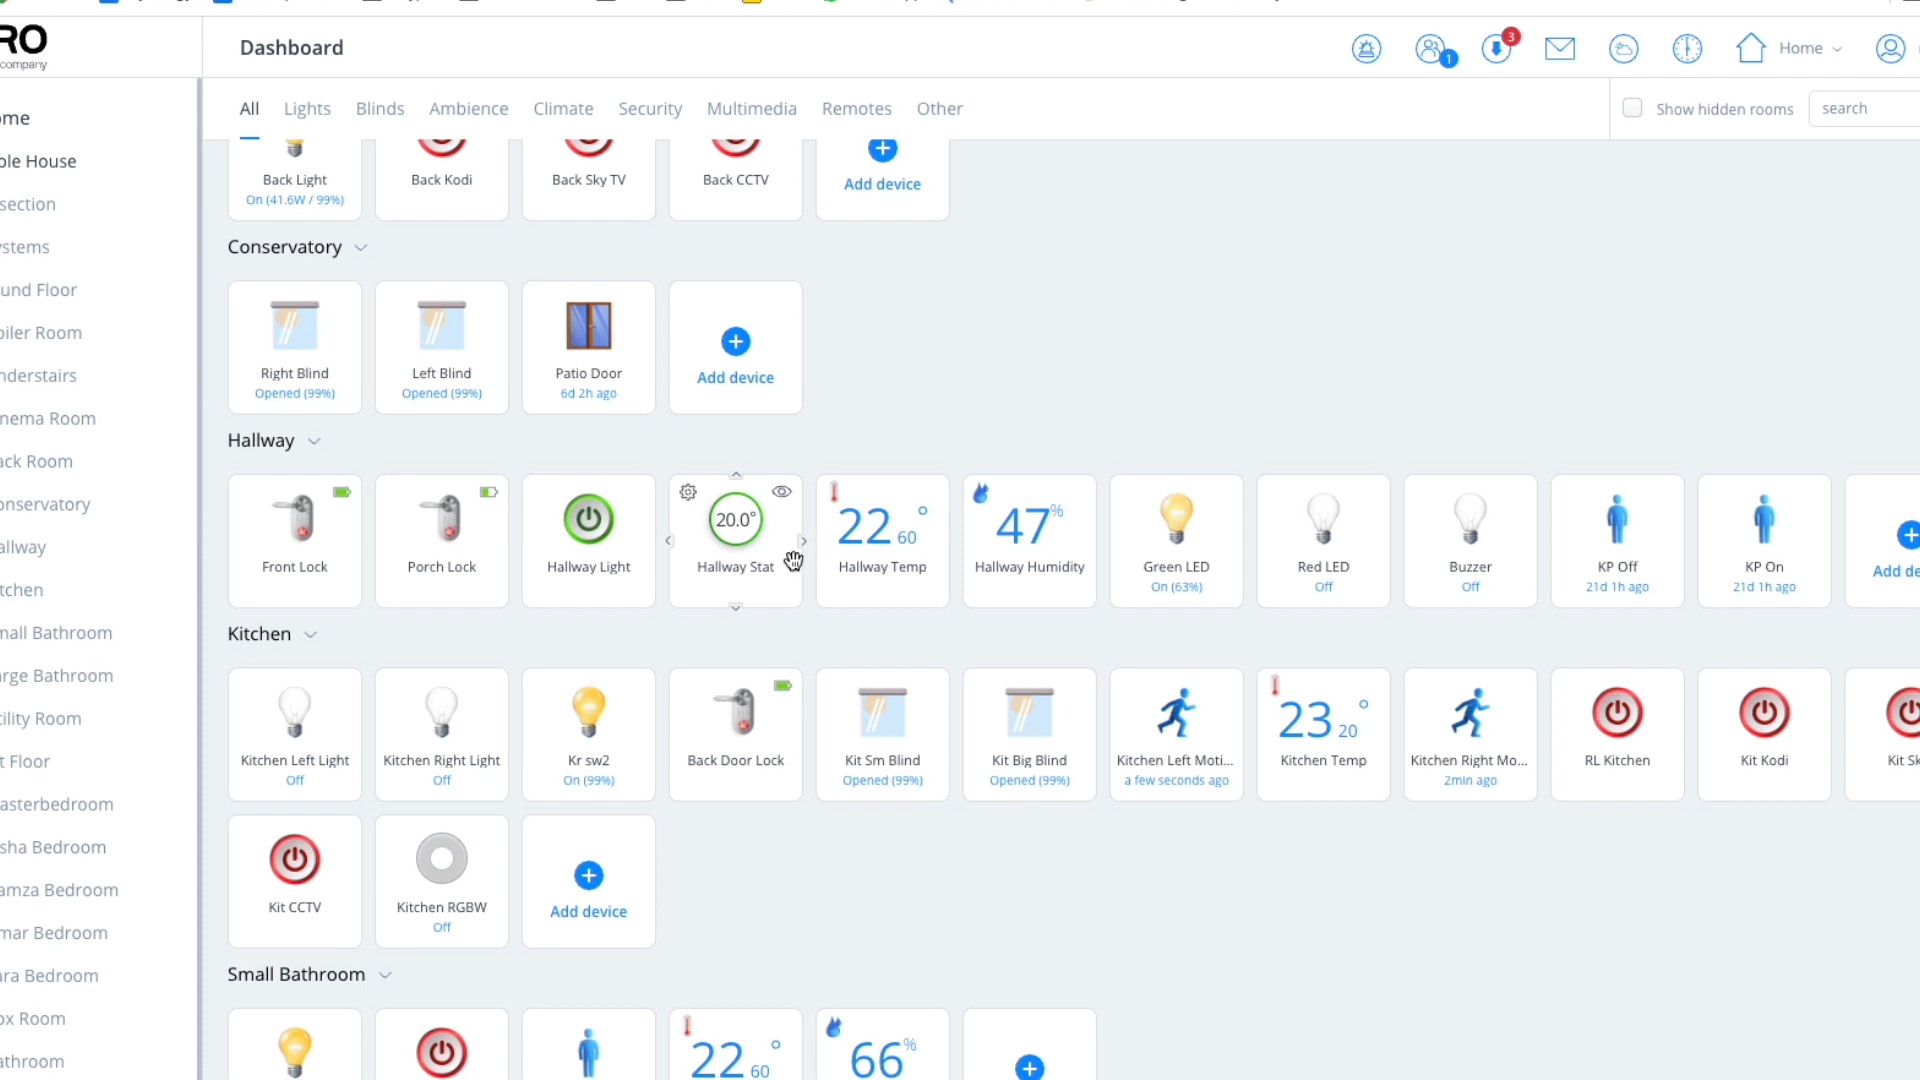 RO
company
Dashboard
1
3
Home
All
Lights
Blinds
Ambience
Climate
Security
Multimedia
Remotes
Other
Show hidden rooms
search
ome
ole House
section
ystems
und Floor
oiler Room
nderstairs
nema Room
ack Room
onservatory
allway
tchen
mall Bathroom
arge Bathroom
tility Room
t Floor
asterbedroom
sha Bedroom
amza Bedroom
mar Bedroom
ara Bedroom
ox Room
athroom
Back Light
On (41.6W / 99%)
Back Kodi
Back Sky TV
Back CCTV
Add device
Conservatory
Right Blind
Opened (99%)
Left Blind
Opened (99%)
Patio Door
6d 2h ago
Add device
Hallway
Front Lock
Porch Lock
Hallway Light
20.0°
Hallway Stat
22 60 °
Hallway Temp
47%
Hallway Humidity
Green LED
On (63%)
Red LED
Off
Buzzer
Off
KP Off
21d 1h ago
KP On
21d 1h ago
Add de
Kitchen
Kitchen Left Light
Off
Kitchen Right Light
Off
Kr sw2
On (99%)
Back Door Lock
Kit Sm Blind
Opened (99%)
Kit Big Blind
Opened (99%)
Kitchen Left Moti...
a few seconds ago
23 20 °
Kitchen Temp
Kitchen Right Mo...
2min ago
RL Kitchen
Kit Kodi
Kit Sk
Kit CCTV
Kitchen RGBW
Off
Add device
Small Bathroom
22 60 °
66%